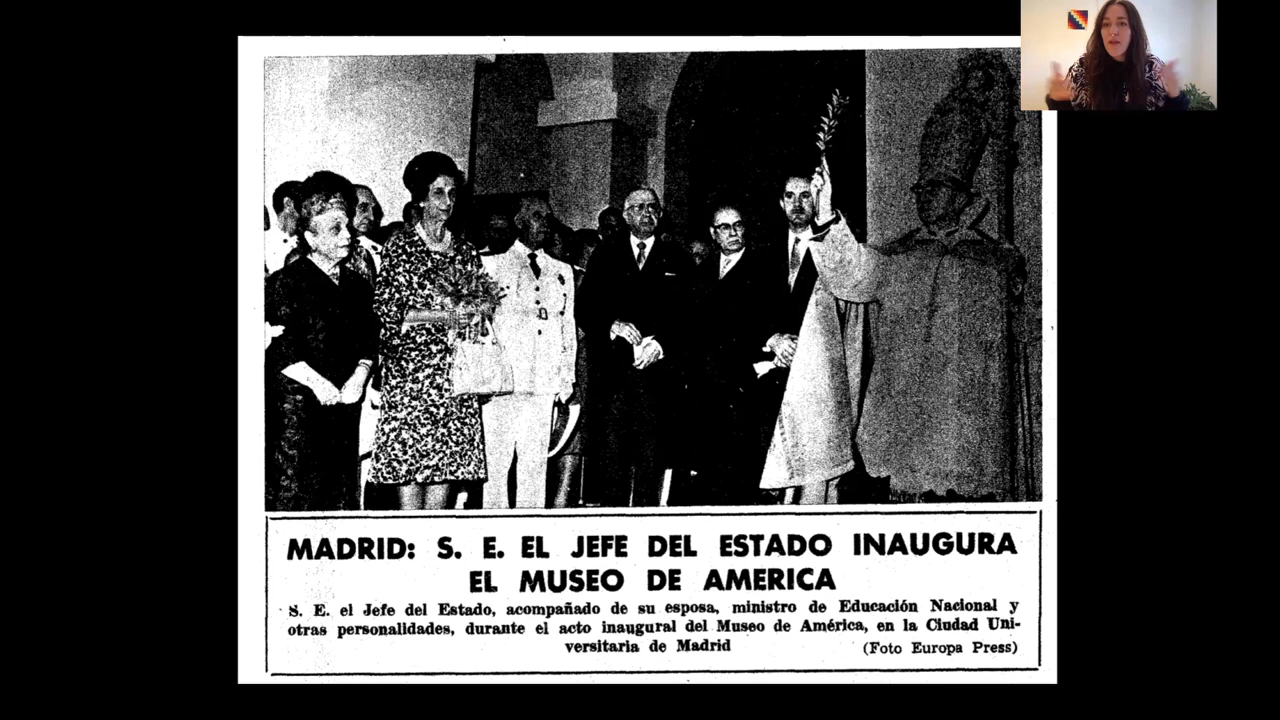 MADRID: S. E. EL JEFE DEL ESTADO INAUGURA
EL MUSEO DE AMERICA
S. E. el Jefe del Estado, acompañado de su esposa, ministro de Educación Nacional y
otras personalidades, durante el acto inaugural del Museo de América, en la Ciudad Uni-
versitaria de Madrid
(Foto Europa Press)